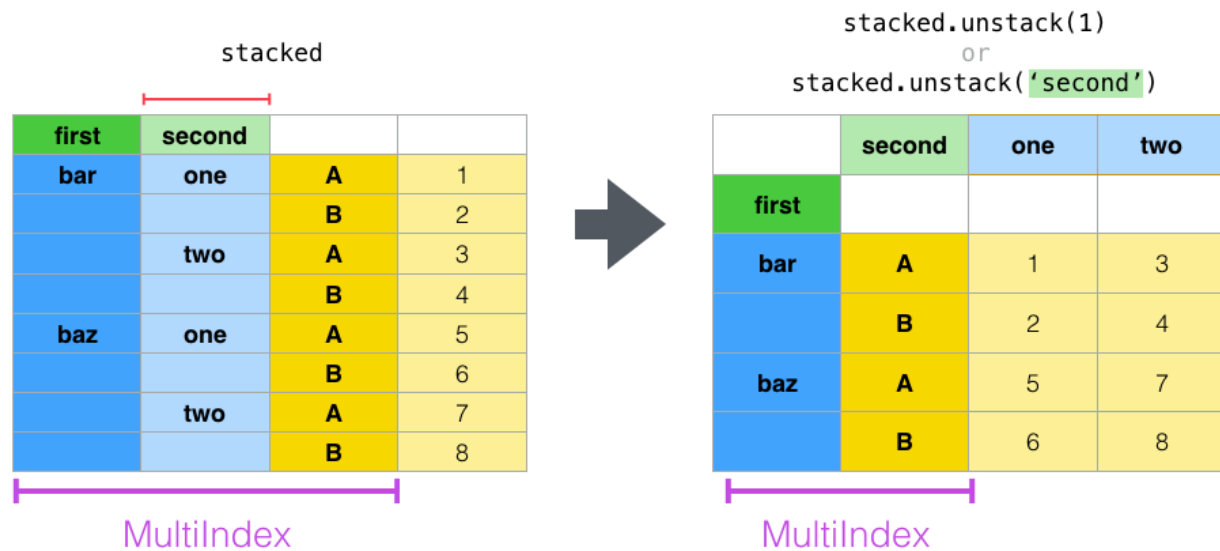 stacked
first second
bar one A 1
B 2
two A 3
B 4
baz one A 5
B 6
two A 7
B 8
MultiIndex
stacked.unstack(1)
or
stacked.unstack(‘second’)
second one two
first
bar A 1 3
B 2 4
baz A 5 7
B 6 8
MultiIndex